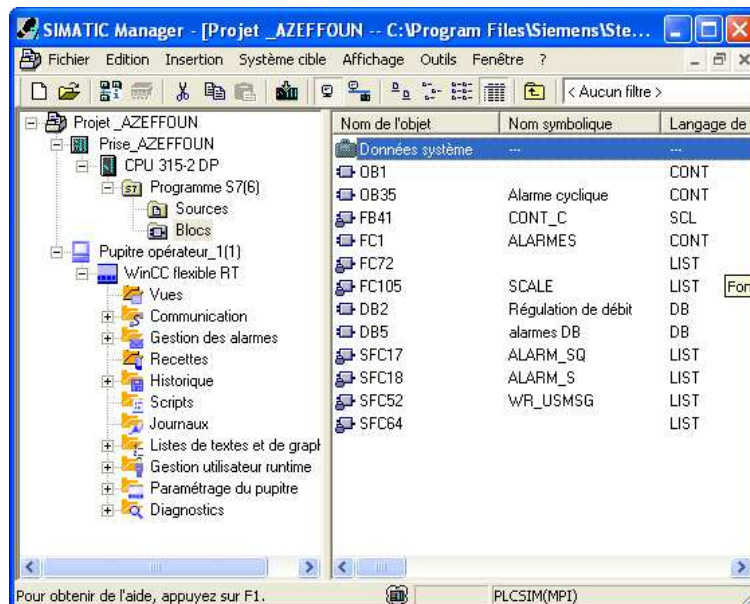 SIMATIC Manager - [Projet _AZEFFOUN -- C:\Program Files\Siemens\Ste...
Fichier Edition Insertion Système cible Affichage Outils Fenêtre ?
< Aucun filtre >
Projet _AZEFFOUN
Prise_AZEFFOUN
CPU 315-2 DP
Programme S7(6)
Sources
Blocs
Pupitre opérateur_1(1)
WinCC flexible RT
Vues
Communication
Gestion des alarmes
Recettes
Historique
Scripts
Journaux
Listes de textes et de graph
Gestion utilisateur runtime
Paramétrage du pupitre
Diagnostics
Nom de l'objet Nom symbolique Langage de
Données système --- ---
OB1 CONT
OB35 Alarme cyclique CONT
FB41 CONT_C SCL
FC1 ALARMES CONT
FC72 LIST
FC105 SCALE LIST For
DB2 Régulation de débit DB
DB5 alarmes DB DB
SFC17 ALARM_SQ LIST
SFC18 ALARM_S LIST
SFC52 WR_USMSG LIST
SFC64 LIST
Pour obtenir de l'aide, appuyez sur F1. PLCSIM(MPI)